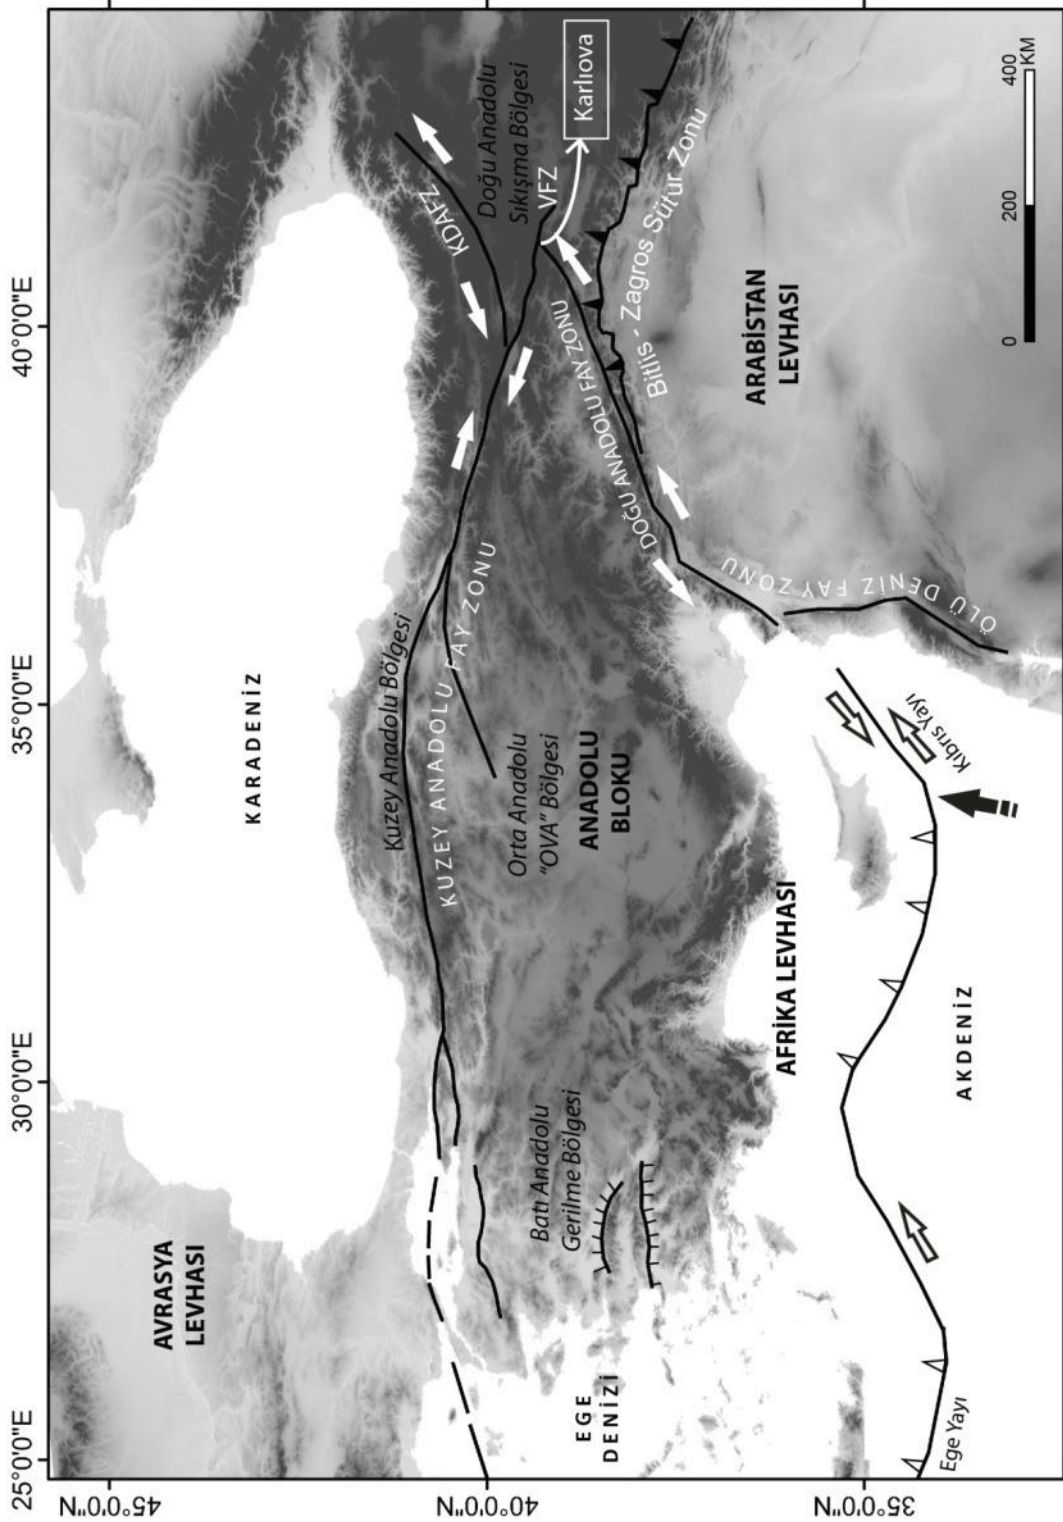 25°0'0"E
30°0'0"E
35°0'0"E
40°0'0"E
45°0'0"N
40°0'0"N
35°0'0"N
AVRASYA
LEVHASI
KARADENİZ
Kuzey Anadolu Bölgesi
KUZEY ANADOLU FAY ZONU
KDAFZ
Doğu Anadolu
Sıkışma Bölgesi
VFZ
Karlıova
Orta Anadolu
"OVA" Bölgesi
ANADOLU
BLOKU
Batı Anadolu
Gerilme Bölgesi
EGE
DENİZİ
DOĞU ANADOLU FAY ZONU
Bitlis - Zagros Sütur Zonu
ARABİSTAN
LEVHASI
ÖLÜ DENİZ FAY ZONU
AFRİKA LEVHASI
Kıbrıs Yayı
AKDENİZ
Ege Yayı
0 200 400
KM